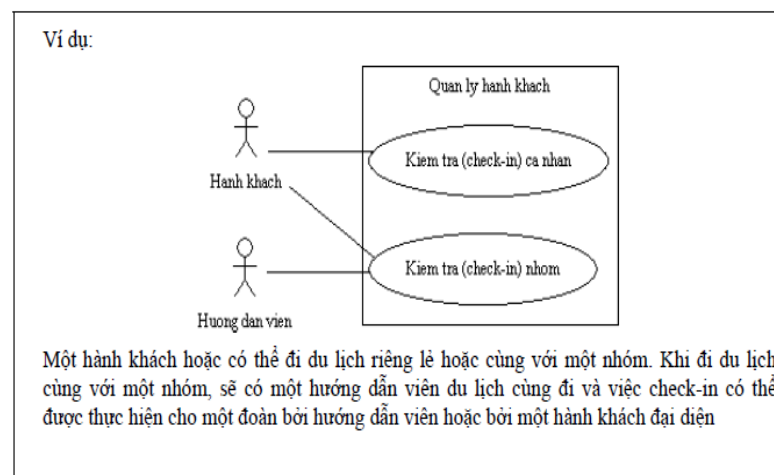 Ví dụ:
Quan ly hanh khach
Kiem tra (check-in) ca nhan
Hanh khach
Kiem tra (check-in) nhom
Huong dan vien
Một hành khách hoặc có thể đi du lịch riêng lẻ hoặc cùng với một nhóm. Khi đi du lịch
cùng với một nhóm, sẽ có một hướng dẫn viên du lịch cùng đi và việc check-in có thể
được thực hiện cho một đoàn bởi hướng dẫn viên hoặc bởi một hành khách đại diện